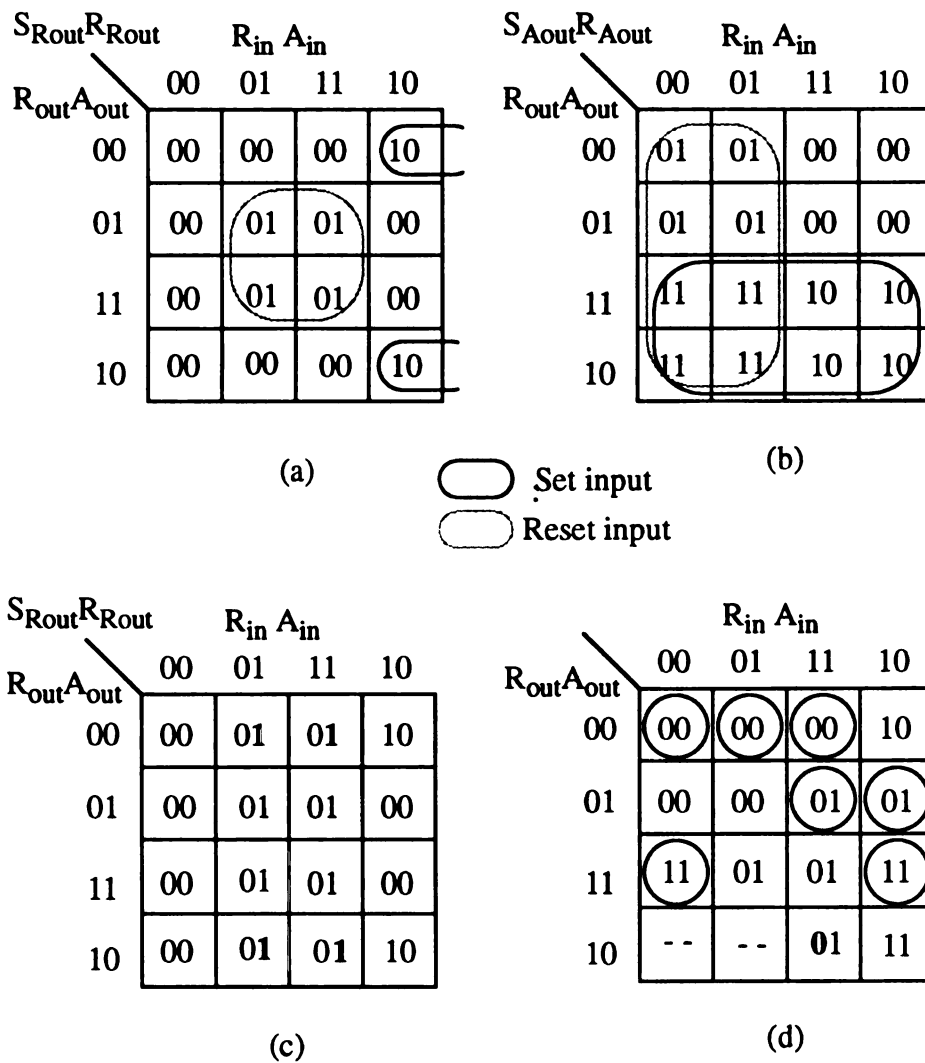 S_Rout R_Rout R_in A_in
00 01 11 10
R_out A_out
00 00 00 00 10
01 00 01 01 00
11 00 01 01 00
10 00 00 00 10
(a)
S_Aout R_Aout R_in A_in
00 01 11 10
R_out A_out
00 01 01 00 00
01 01 01 00 00
11 11 11 10 10
10 11 11 10 10
(b)
Set input
Reset input
S_Rout R_Rout R_in A_in
00 01 11 10
R_out A_out
00 00 01 01 10
01 00 01 01 00
11 00 01 01 00
10 00 01 01 10
(c)
R_in A_in
00 01 11 10
R_out A_out
00 00 00 00 10
01 00 00 01 01
11 11 01 01 11
10 -- -- 01 11
(d)